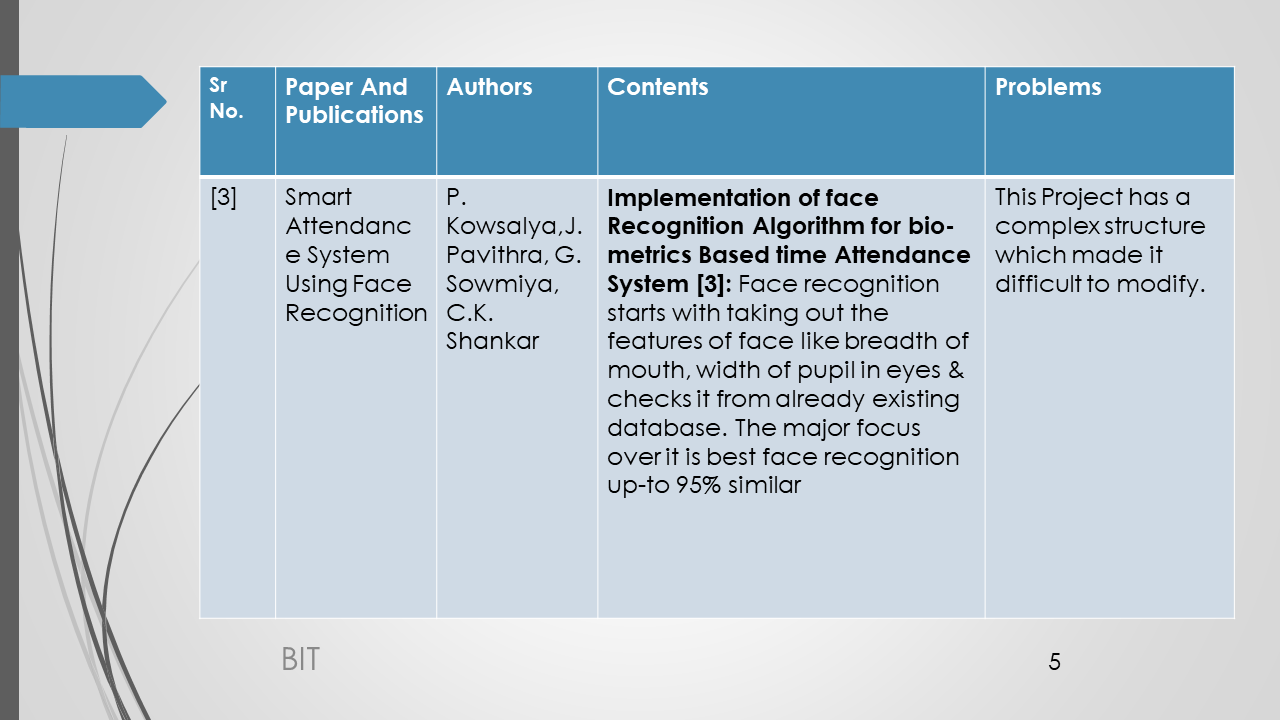 Sr
No.
Paper And
Publications
Authors
Contents
Problems
[3]
Smart
Attendanc
e System
Using Face
Recognition
P.
Kowsalya,J.
Pavithra, G.
Sowmiya,
C.K.
Shankar
Implementation of face
Recognition Algorithm for bio-
metrics Based time Attendance
System [3]: Face recognition
starts with taking out the
features of face like breadth of
mouth, width of pupil in eyes &
checks it from already existing
database. The major focus
over it is best face recognition
up-to 95% similar
This Project has a
complex structure
which made it
difficult to modify.
BIT
5